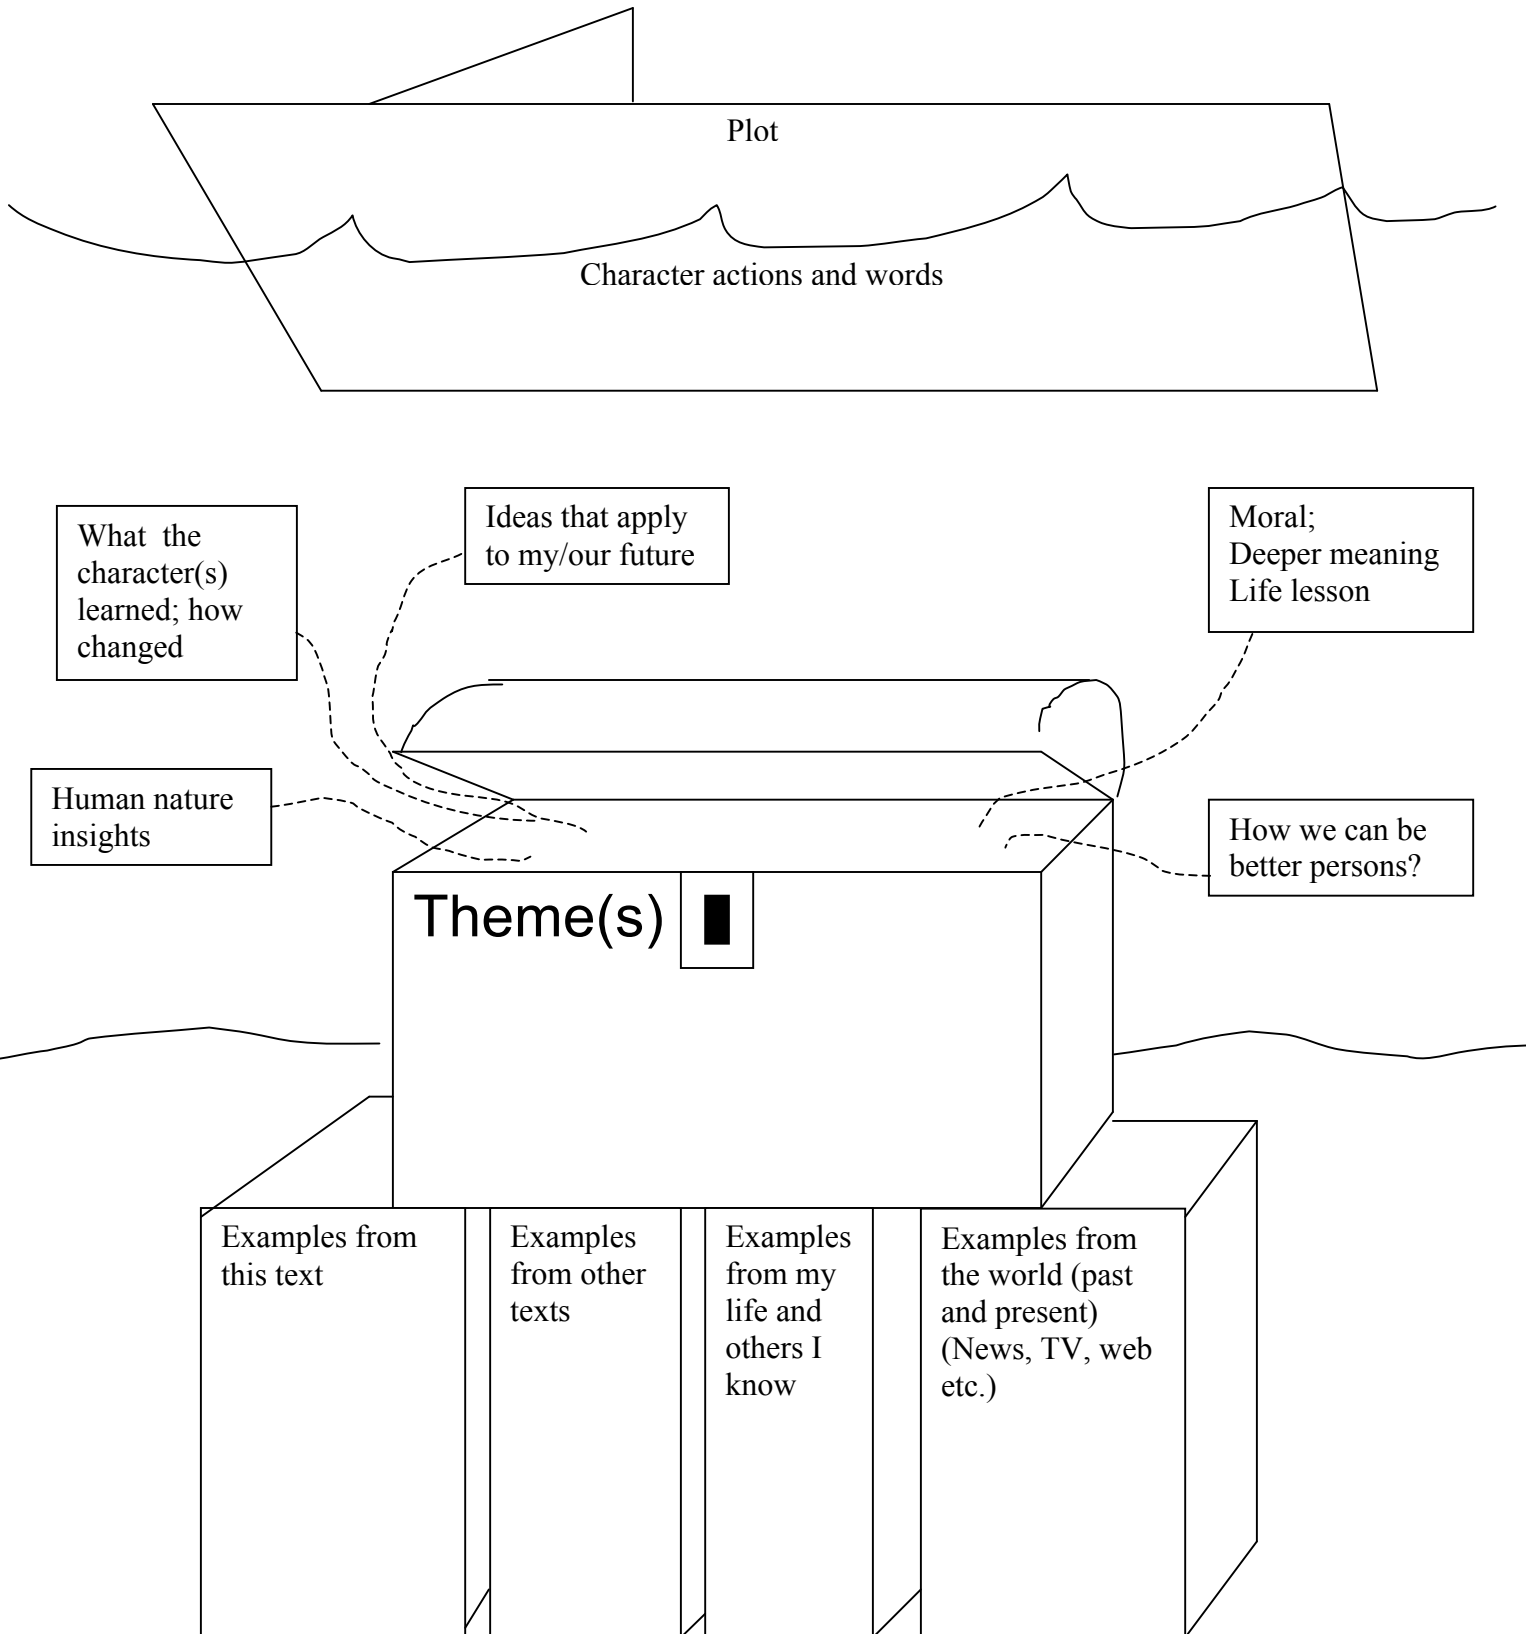 Plot
Character actions and words
What the
character(s)
learned; how
changed
Ideas that apply
to my/our future
Moral;
Deeper meaning
Life lesson
Human nature
insights
How we can be
better persons?
Theme(s)
Examples from
this text
Examples
from other
texts
Examples
from my
life and
others I
know
Examples from
the world (past
and present)
(News, TV, web
etc.)